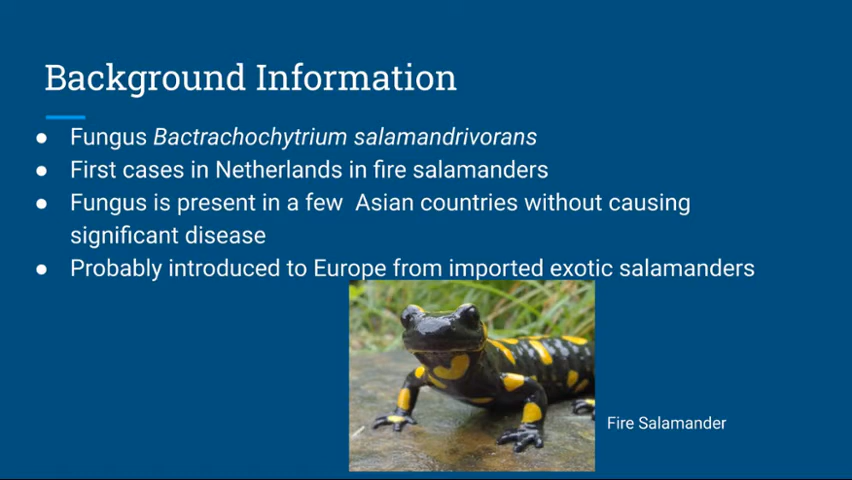 Background Information
● Fungus Bactrachochytrium salamandrivorans
● First cases in Netherlands in fire salamanders
● Fungus is present in a few  Asian countries without causing
significant disease
● Probably introduced to Europe from imported exotic salamanders
Fire Salamander